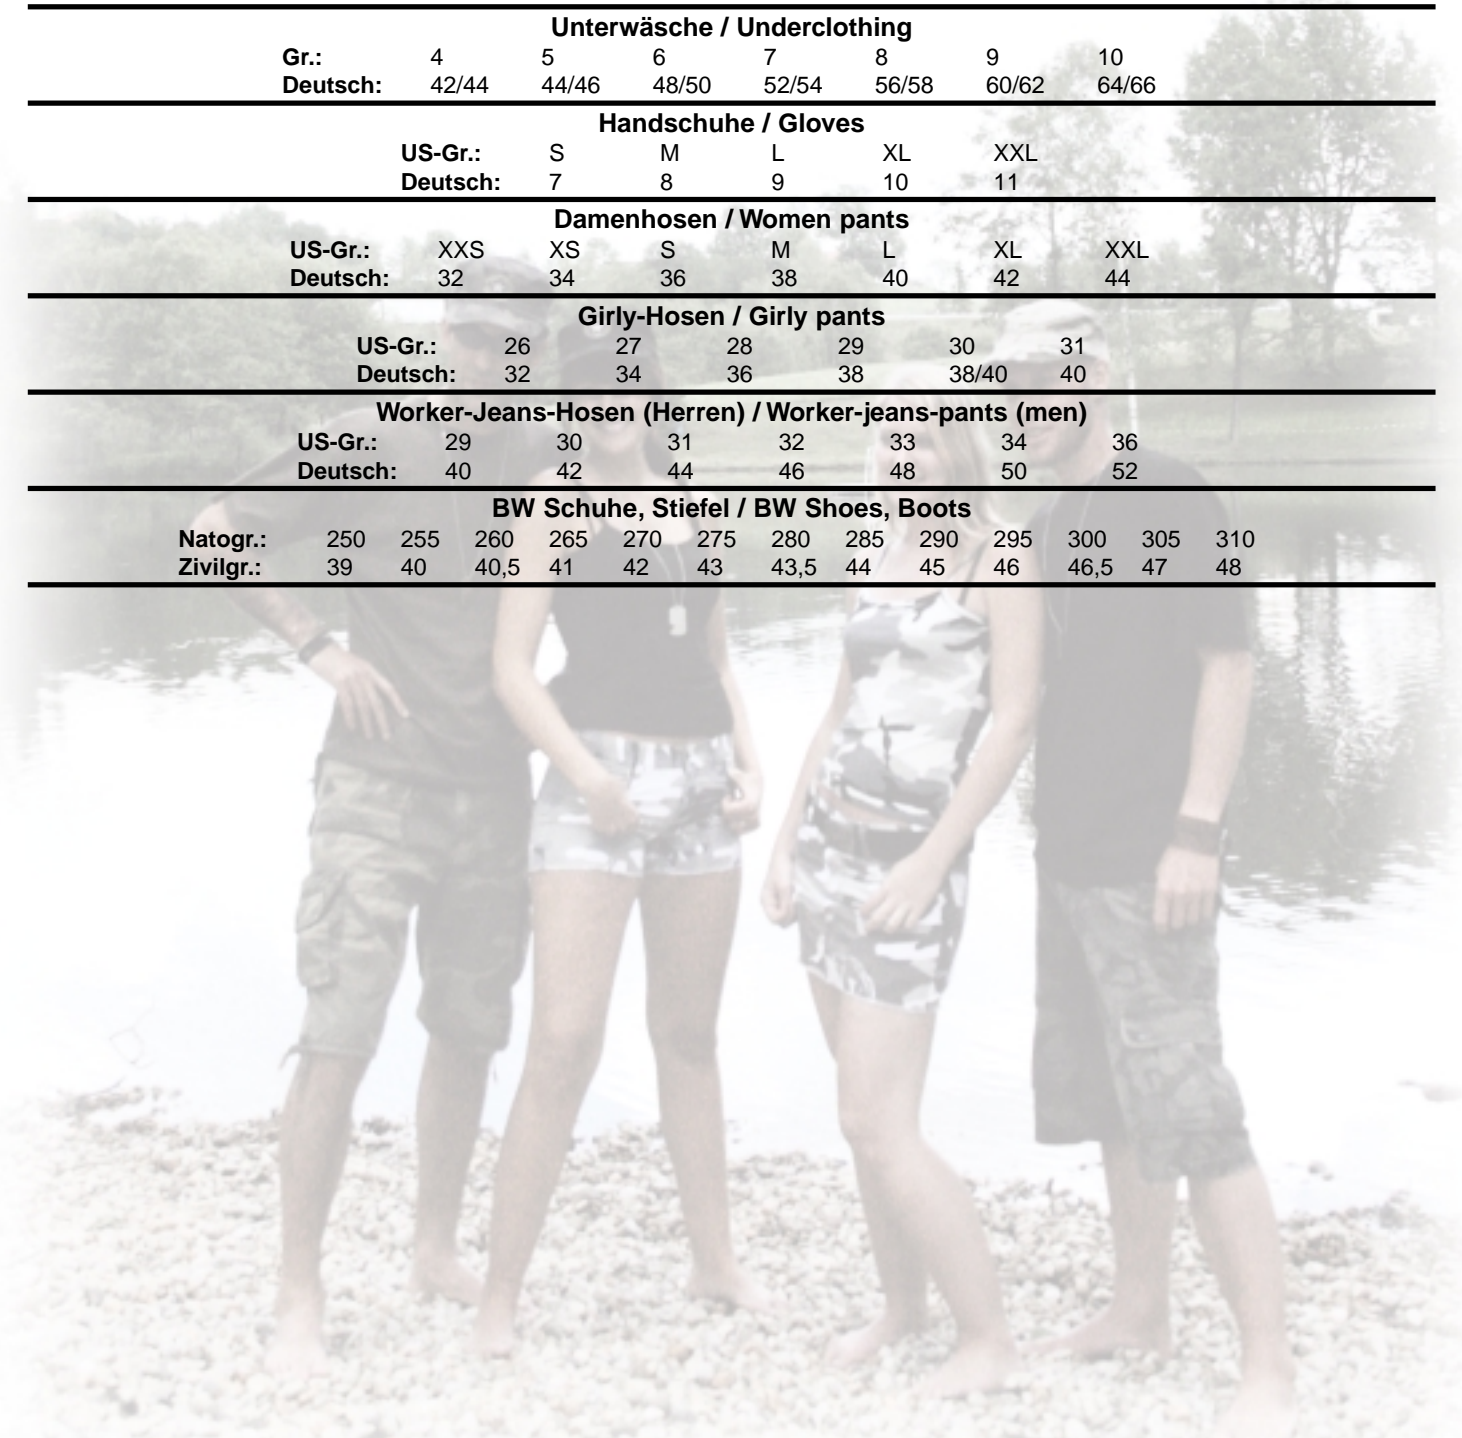 Unterwäsche / Underclothing
Gr.: 4 5 6 7 8 9 10
Deutsch: 42/44 44/46 48/50 52/54 56/58 60/62 64/66
Handschuhe / Gloves
US-Gr.: S M L XL XXL
Deutsch: 7 8 9 10 11
Damenhosen / Women pants
US-Gr.: XXS XS S M L XL XXL
Deutsch: 32 34 36 38 40 42 44
Girly-Hosen / Girly pants
US-Gr.: 26 27 28 29 30 31
Deutsch: 32 34 36 38 38/40 40
Worker-Jeans-Hosen (Herren) / Worker-jeans-pants (men)
US-Gr.: 29 30 31 32 33 34 36
Deutsch: 40 42 44 46 48 50 52
BW Schuhe, Stiefel / BW Shoes, Boots
Natogr.: 250 255 260 265 270 275 280 285 290 295 300 305 310
Zivilgr.: 39 40 40,5 41 42 43 43,5 44 45 46 46,5 47 48